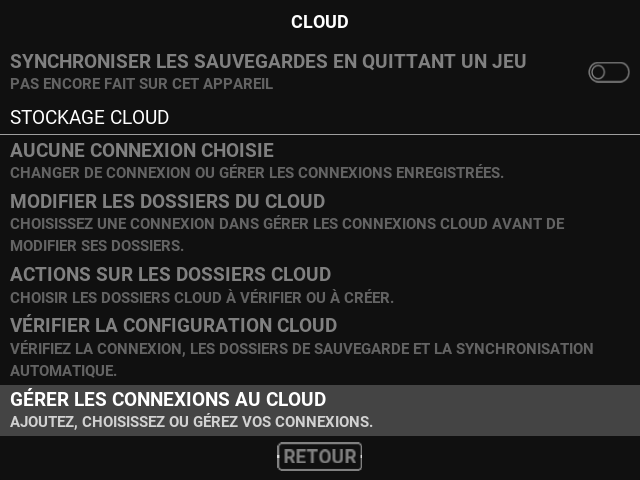 CLOUD
SYNCHRONISER LES SAUVEGARDES EN QUITTANT UN JEU
PAS ENCORE FAIT SUR CET APPAREIL
STOCKAGE CLOUD
AUCUNE CONNEXION CHOISIE
CHANGER DE CONNEXION OU GÉRER LES CONNEXIONS ENREGISTRÉES.
MODIFIER LES DOSSIERS DU CLOUD
CHOISISSEZ UNE CONNEXION DANS GÉRER LES CONNEXIONS CLOUD AVANT DE
MODIFIER SES DOSSIERS.
ACTIONS SUR LES DOSSIERS CLOUD
CHOISIR LES DOSSIERS CLOUD À VÉRIFIER OU À CRÉER.
VÉRIFIER LA CONFIGURATION CLOUD
VÉRIFIEZ LA CONNEXION, LES DOSSIERS DE SAUVEGARDE ET LA SYNCHRONISATION
AUTOMATIQUE.
GÉRER LES CONNEXIONS AU CLOUD
AJOUTEZ, CHOISISSEZ OU GÉREZ VOS CONNEXIONS.
RETOUR